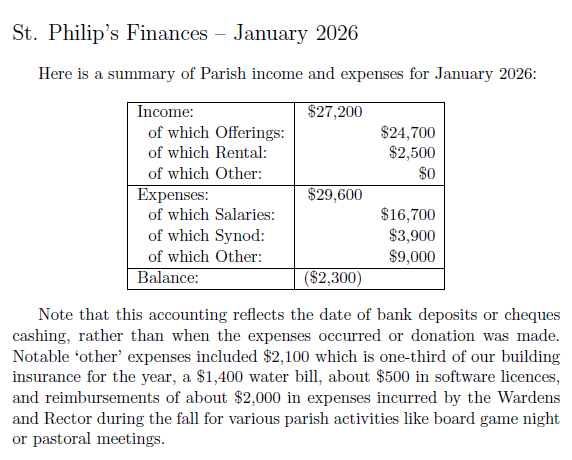 St. Philip's Finances – January 2026
Here is a summary of Parish income and expenses for January 2026:
Income: $27,200
of which Offerings: $24,700
of which Rental: $2,500
of which Other: $0
Expenses: $29,600
of which Salaries: $16,700
of which Synod: $3,900
of which Other: $9,000
Balance: ($2,300)
Note that this accounting reflects the date of bank deposits or cheques
cashing, rather than when the expenses occurred or donation was made.
Notable 'other' expenses included $2,100 which is one-third of our building
insurance for the year, a $1,400 water bill, about $500 in software licences,
and reimbursements of about $2,000 in expenses incurred by the Wardens
and Rector during the fall for various parish activities like board game night
or pastoral meetings.